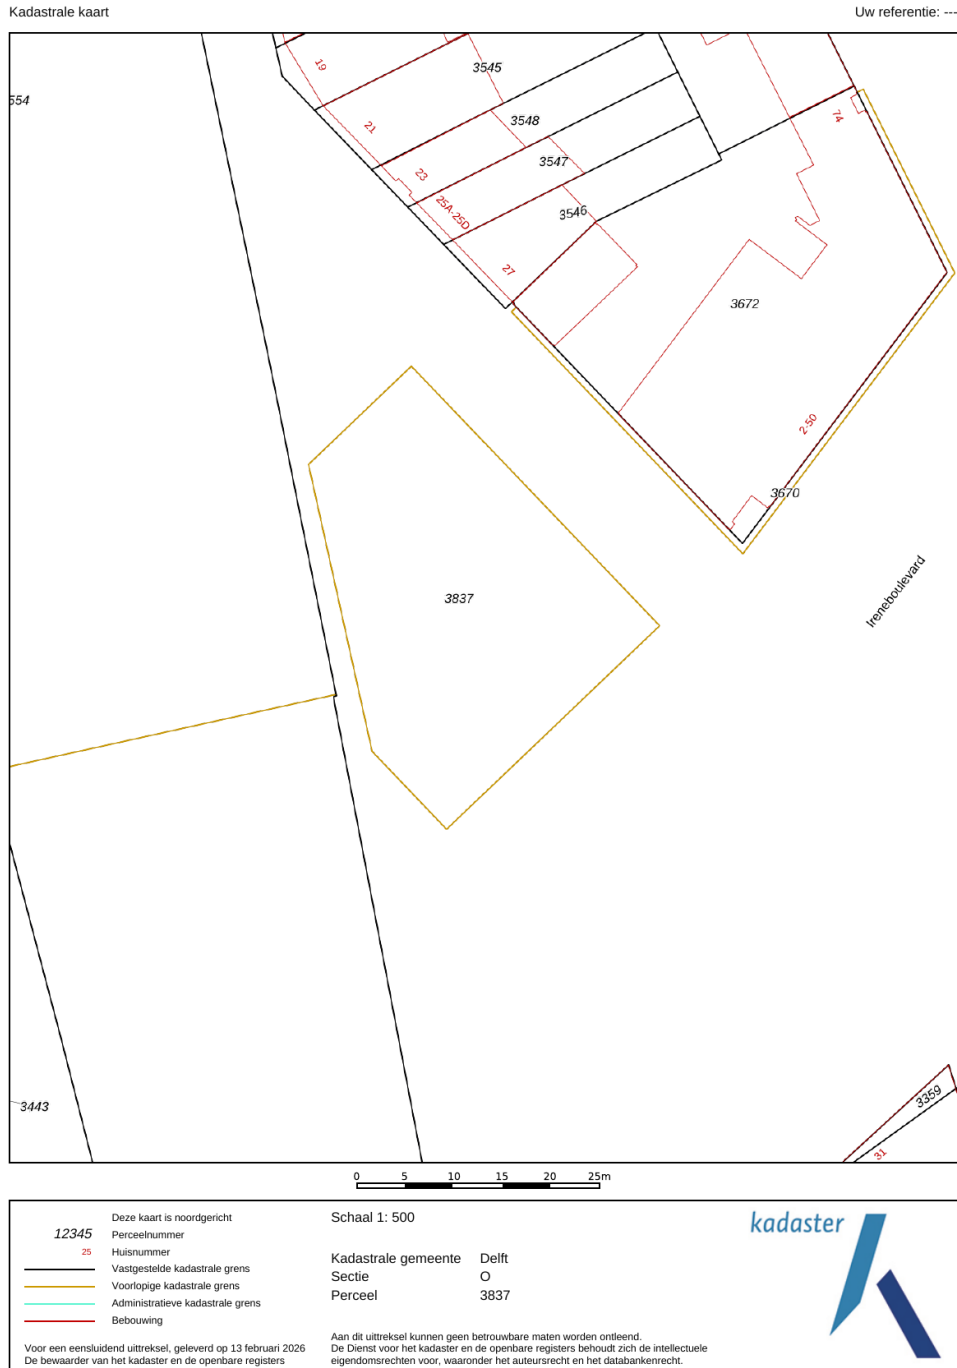 Kadastrale kaart
Uw referentie: ---
3545
19
554
3548
74
21
3547
23
25A-25D
3546
27
3672
2-50
3670
Ireneboulevard
3837
3443
3359
31
0 5 10 15 20 25m
Deze kaart is noordgericht
12345 Perceelnummer
25 Huisnummer
Vastgestelde kadastrale grens
Voorlopige kadastrale grens
Administratieve kadastrale grens
Bebouwing
Voor een eensluidend uittreksel, geleverd op 13 februari 2026
De bewaarder van het kadaster en de openbare registers
Schaal 1: 500
Kadastrale gemeente Delft
Sectie O
Perceel 3837
Aan dit uittreksel kunnen geen betrouwbare maten worden ontleend.
De Dienst voor het kadaster en de openbare registers behoudt zich de intellectuele
eigendomsrechten voor, waaronder het auteursrecht en het databankenrecht.
kadaster